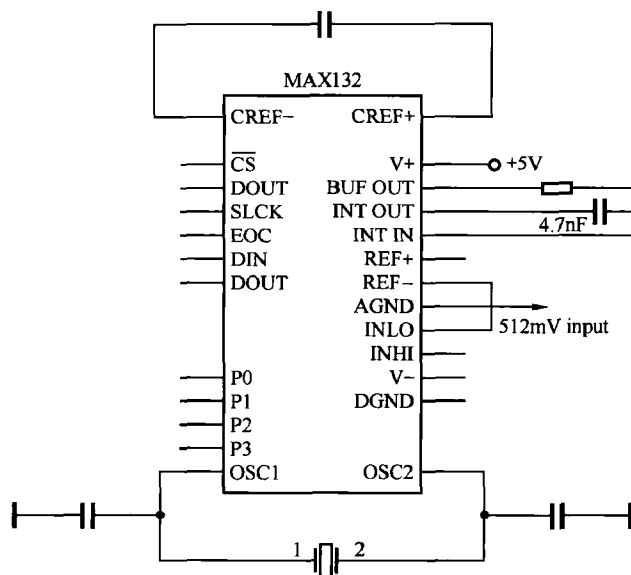 MAX132
CREF−
CREF+
CS
V+
+5V
DOUT
BUF OUT
SLCK
INT OUT
4.7nF
EOC
INT IN
DIN
REF+
DOUT
REF−
AGND
512mV input
INLO
INHI
P0
V−
P1
DGND
P2
P3
OSC1
OSC2
1
2